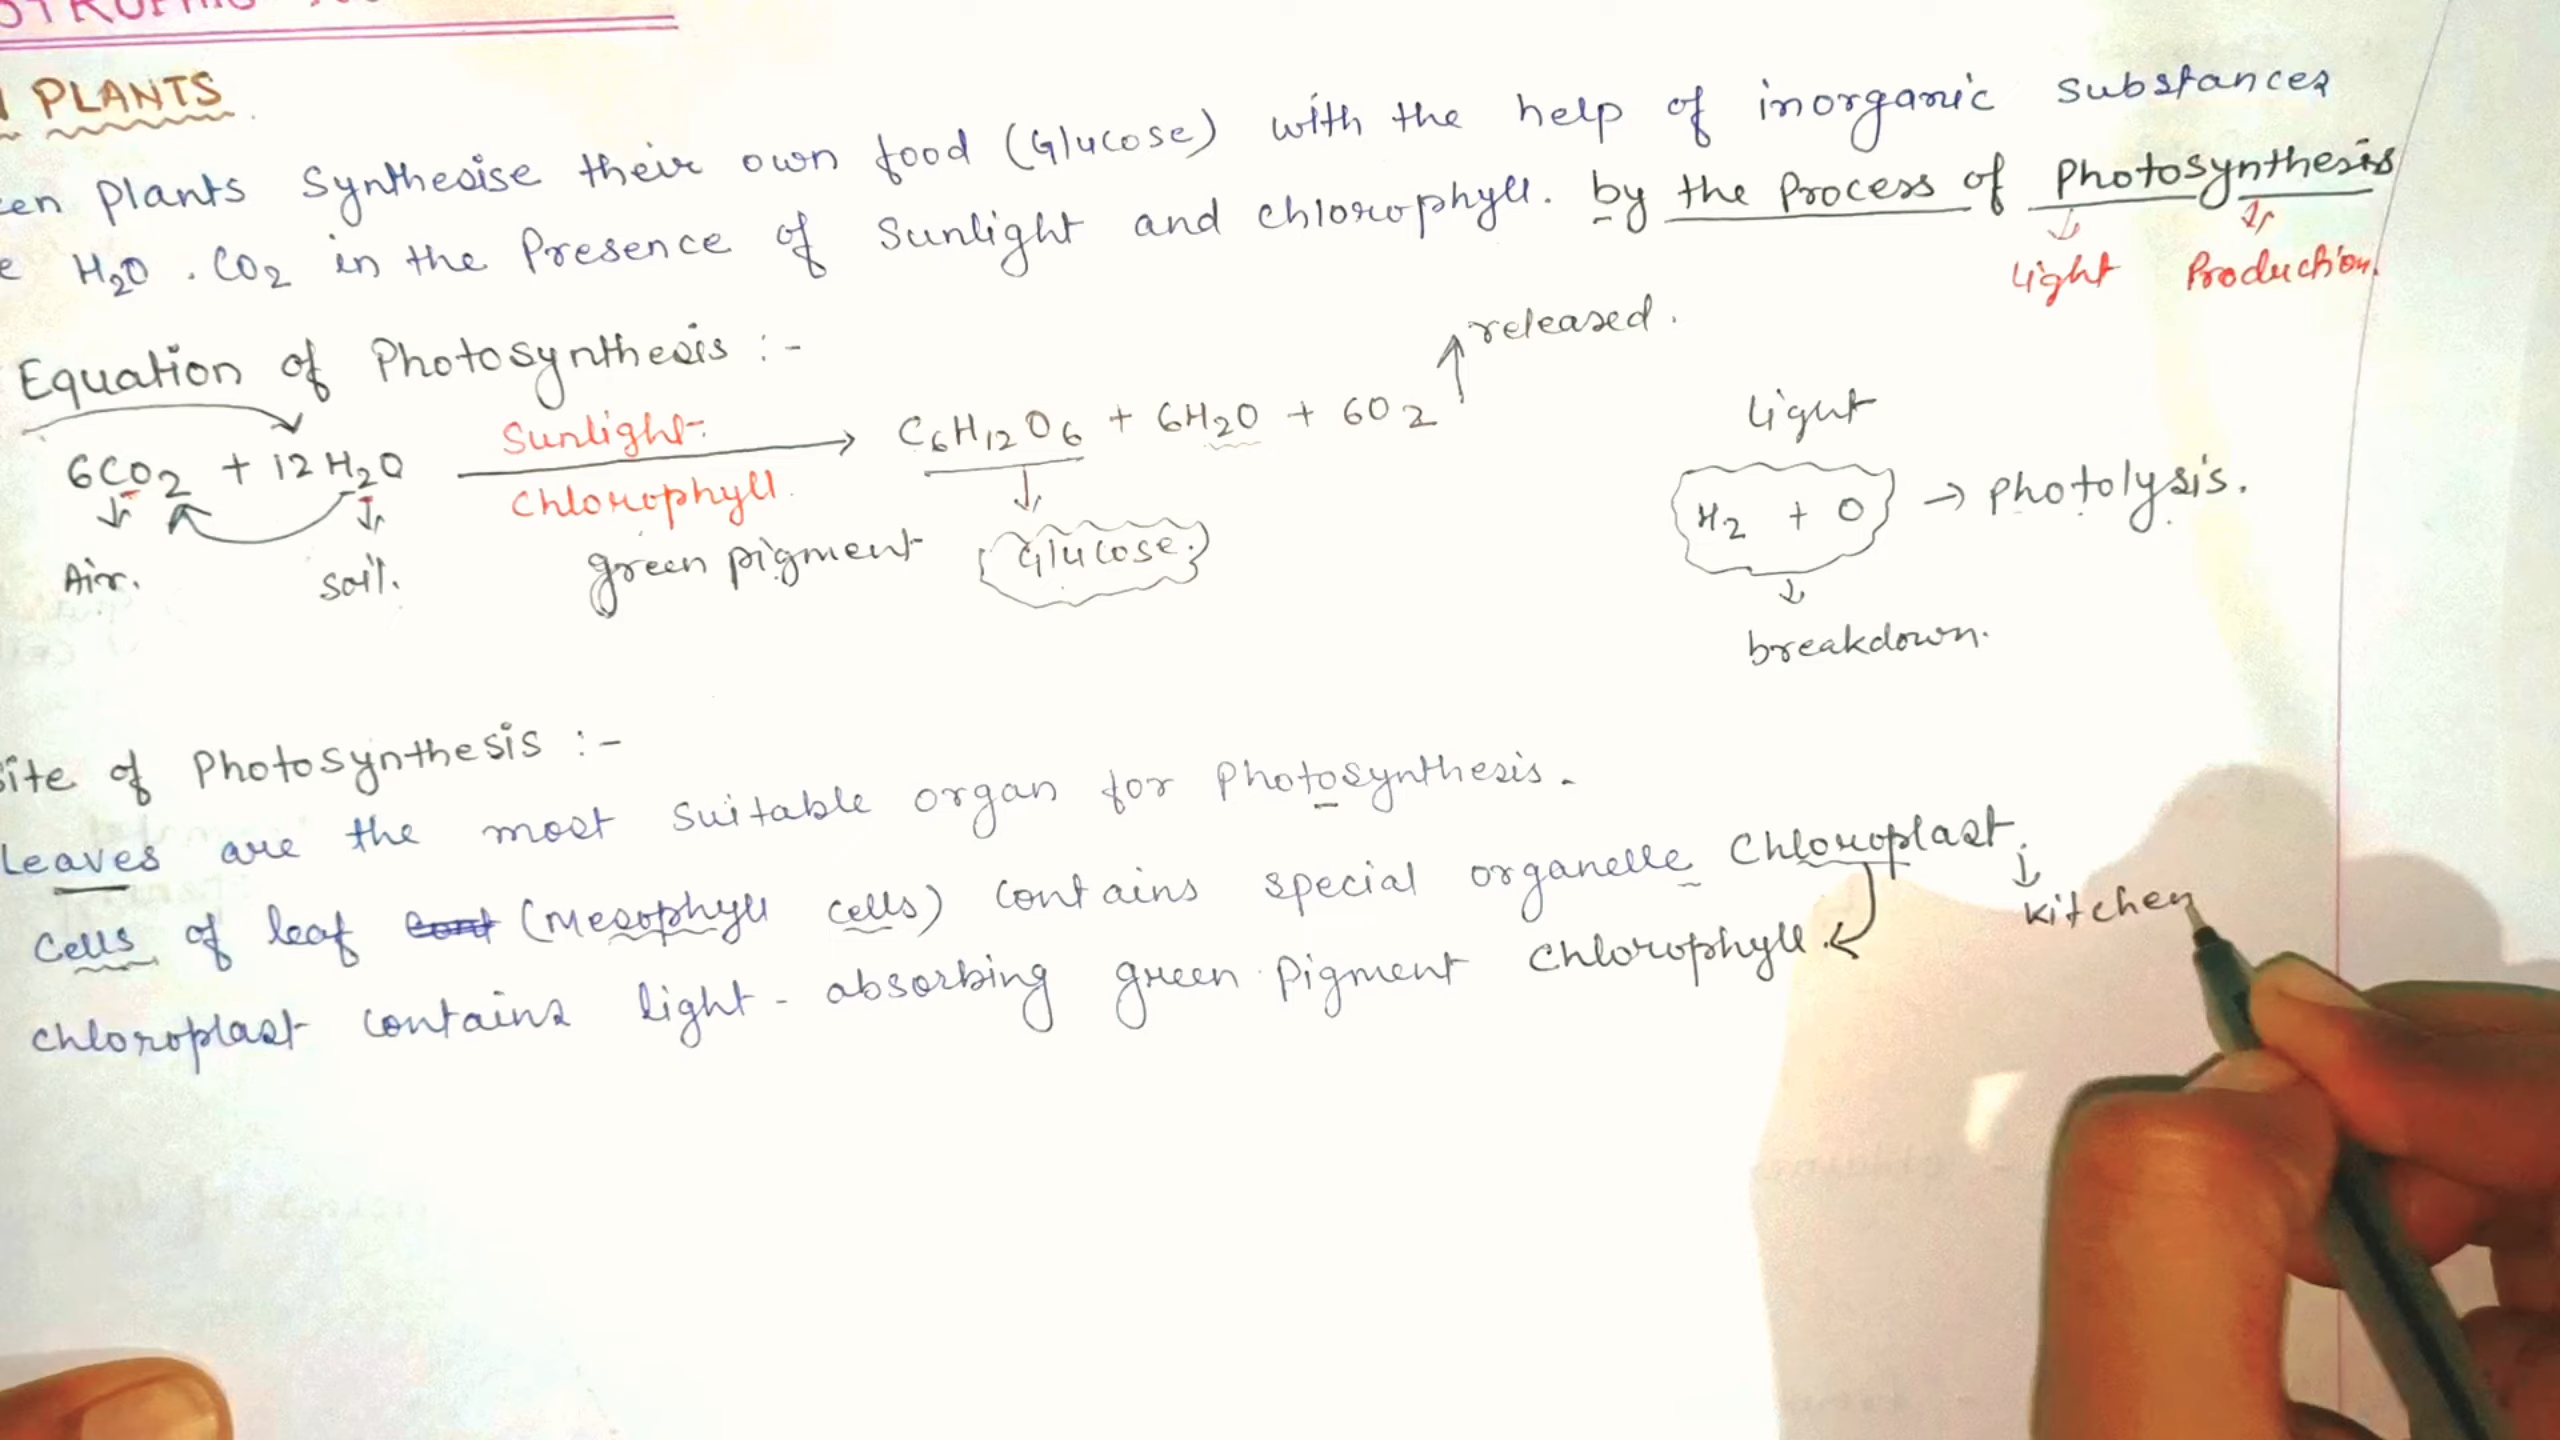 PLANTS
plants Synthesise their own food (Glucose) with the help of inorganic substances
H2O . CO2 in the Presence of Sunlight and chlorophyll. by the Process of Photosynthesis
light Production.
Equation of Photosynthesis :-
released.
6CO2 + 12H2O Sunlight → C6H12O6 + 6H2O + 6O2
Chlorophyll.
Air. soil. green pigment Glucose.
light
H2 + O → Photolysis.
breakdown.
Photosynthesis :-
Leaves are the most suitable organ for Photosynthesis.
Cells of leaf (Mesophyll cells) contains special organelle Chloroplast.
kitchen
chloroplast contains light - absorbing green Pigment Chlorophyll.